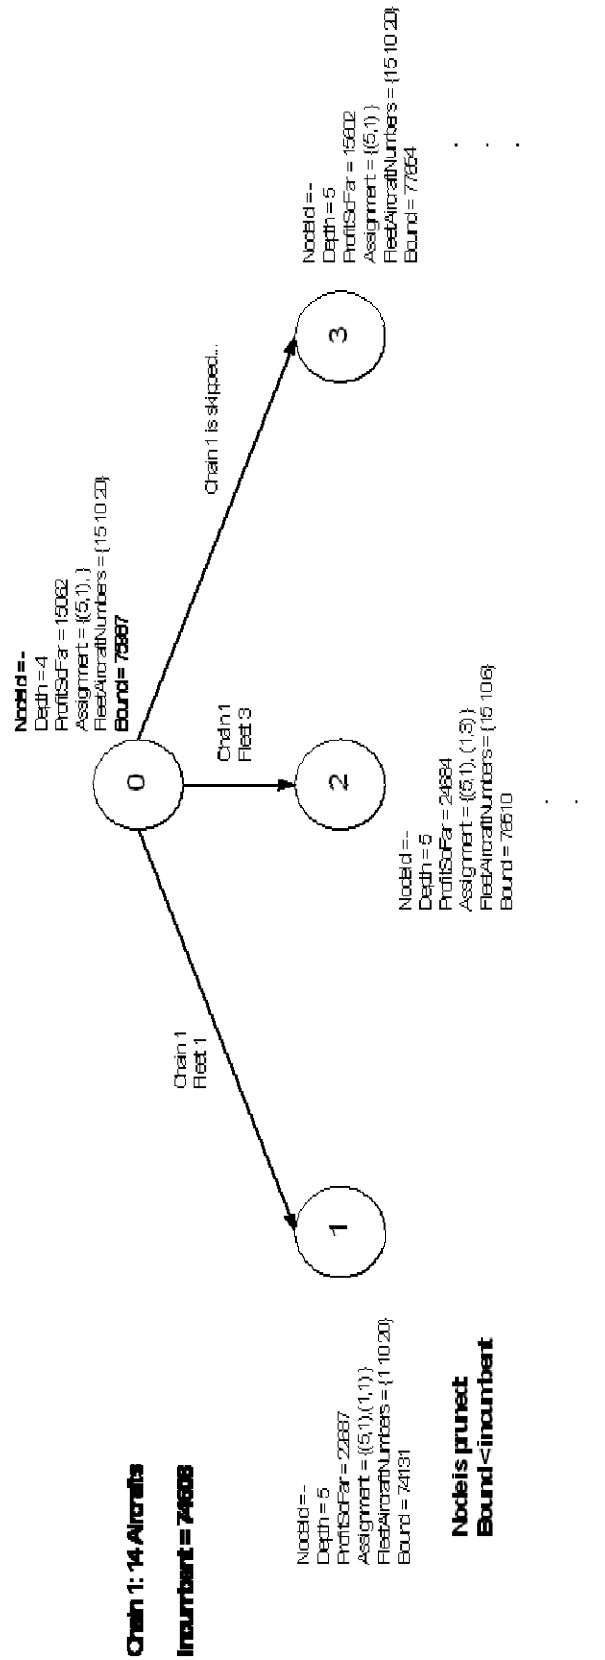 Chain 1: 14 Aircrafts
Incumbent = 74608
NodeId = -
Depth = 4
ProfitSoFar = 15062
Assignment = {(5,1), }
FleetAircraftNumbers = {15 10 20}
Bound = 75987
0
Chain 1
Fleet 1
Chain 1
Fleet 3
Chain 1 is skipped...
1
2
3
NodeId = -
Depth = 5
ProfitSoFar = 22887
Assignment = {(5,1),(1,1) }
FleetAircraftNumbers = {1 10 20}
Bound = 74131
Node is pruned:
Bound < incumbent
NodeId = -
Depth = 5
ProfitSoFar = 24684
Assignment = {(5,1), (1,3) }
FleetAircraftNumbers = {15 10 6}
Bound = 76510
. .
NodeId = -
Depth = 5
ProfitSoFar = 15602
Assignment = {(5,1) }
FleetAircraftNumbers = {15 10 20}
Bound = 77654
. . .